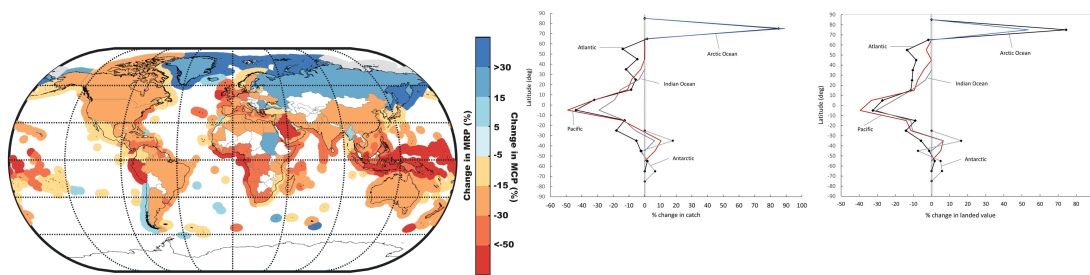 Change in MRP (%)
Change in MCP (%)
>30
30
15
5
-5
-15
-30
<-50
Latitude (deg)
90
80
70
60
50
40
30
20
10
0
-10
-20
-30
-40
-50
-60
-70
-80
-90
Atlantic
Arctic Ocean
Indian Ocean
Pacific
Antarctic
-60 -50 -40 -30 -20 -10 0 10 20 30 40 50 60 70 80 90 100
% change in catch
Latitude (deg)
90
80
70
60
50
40
30
20
10
0
-10
-20
-30
-40
-50
-60
-70
-80
-90
Atlantic
Arctic Ocean
Indian Ocean
Pacific
Antarctic
-50 -40 -30 -20 -10 0 10 20 30 40 50 60 70 80
% change in landed value